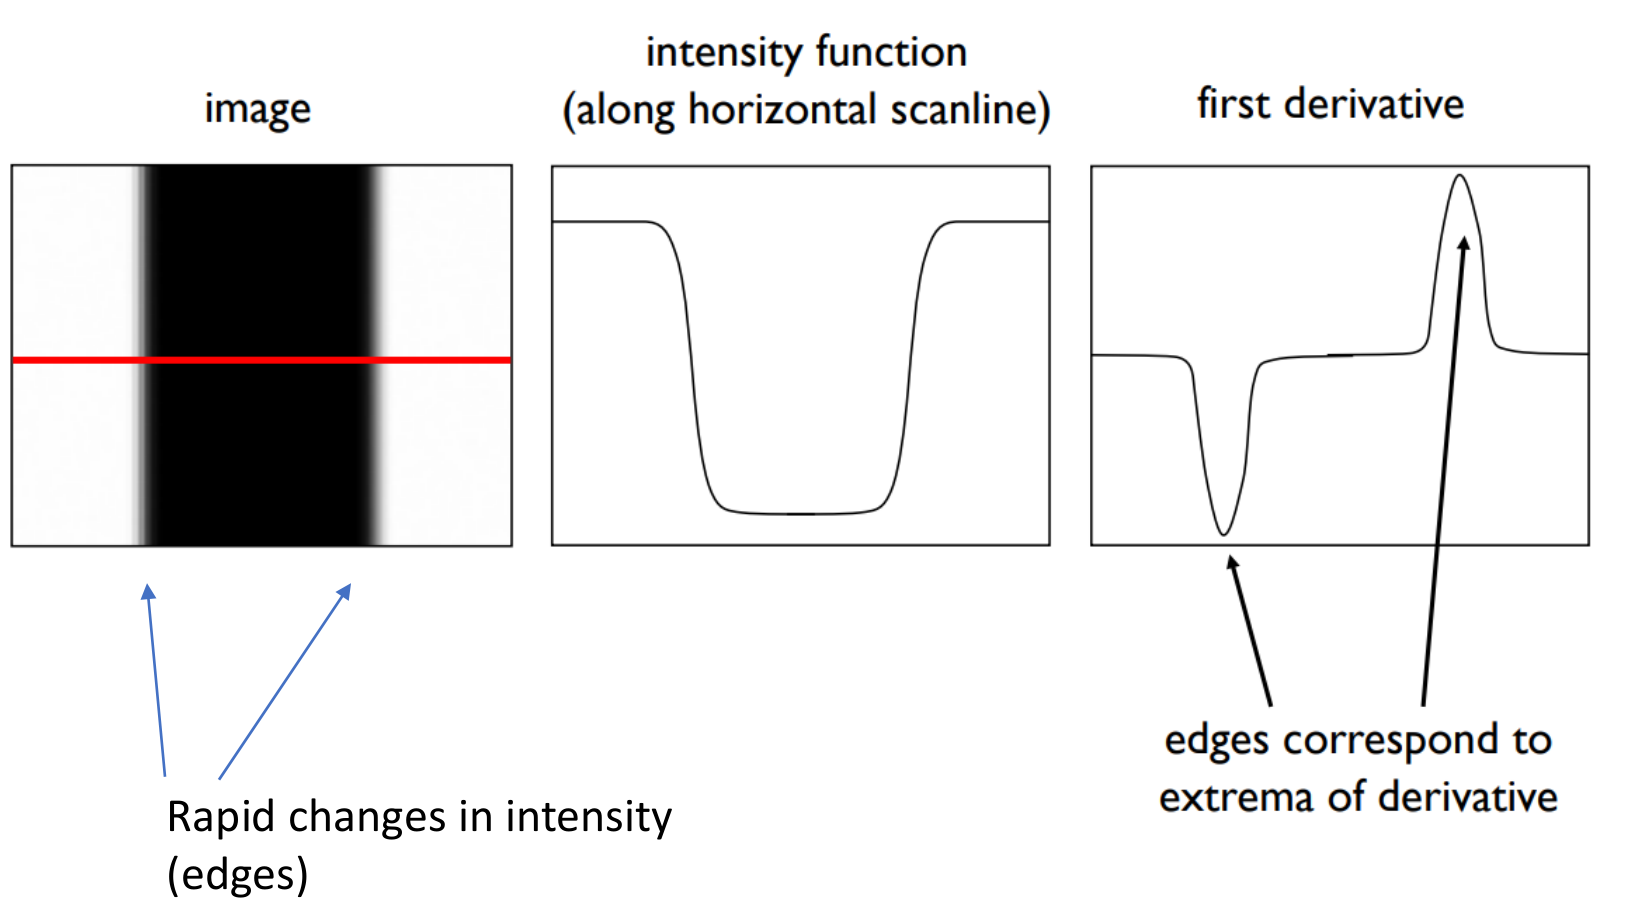 image
intensity function
(along horizontal scanline)
first derivative
Rapid changes in intensity
(edges)
edges correspond to
extrema of derivative